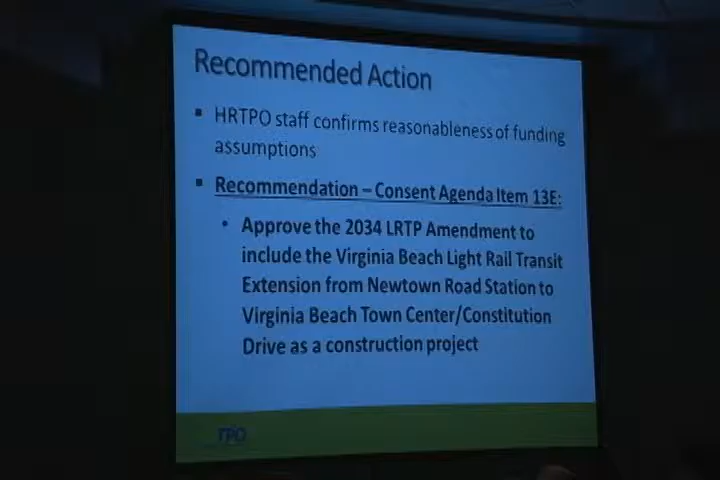 Recommended Action
▪ HRTPO staff confirms reasonableness of funding
assumptions
▪ Recommendation – Consent Agenda Item 13E:
• Approve the 2034 LRTP Amendment to
include the Virginia Beach Light Rail Transit
Extension from Newtown Road Station to
Virginia Beach Town Center/Constitution
Drive as a construction project
TPO